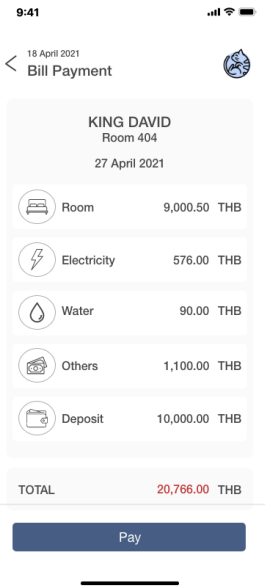 9:41
18 April 2021
Bill Payment
KING DAVID
Room 404
27 April 2021
Room 9,000.50 THB
Electricity 576.00 THB
Water 90.00 THB
Others 1,100.00 THB
Deposit 10,000.00 THB
TOTAL 20,766.00 THB
Pay